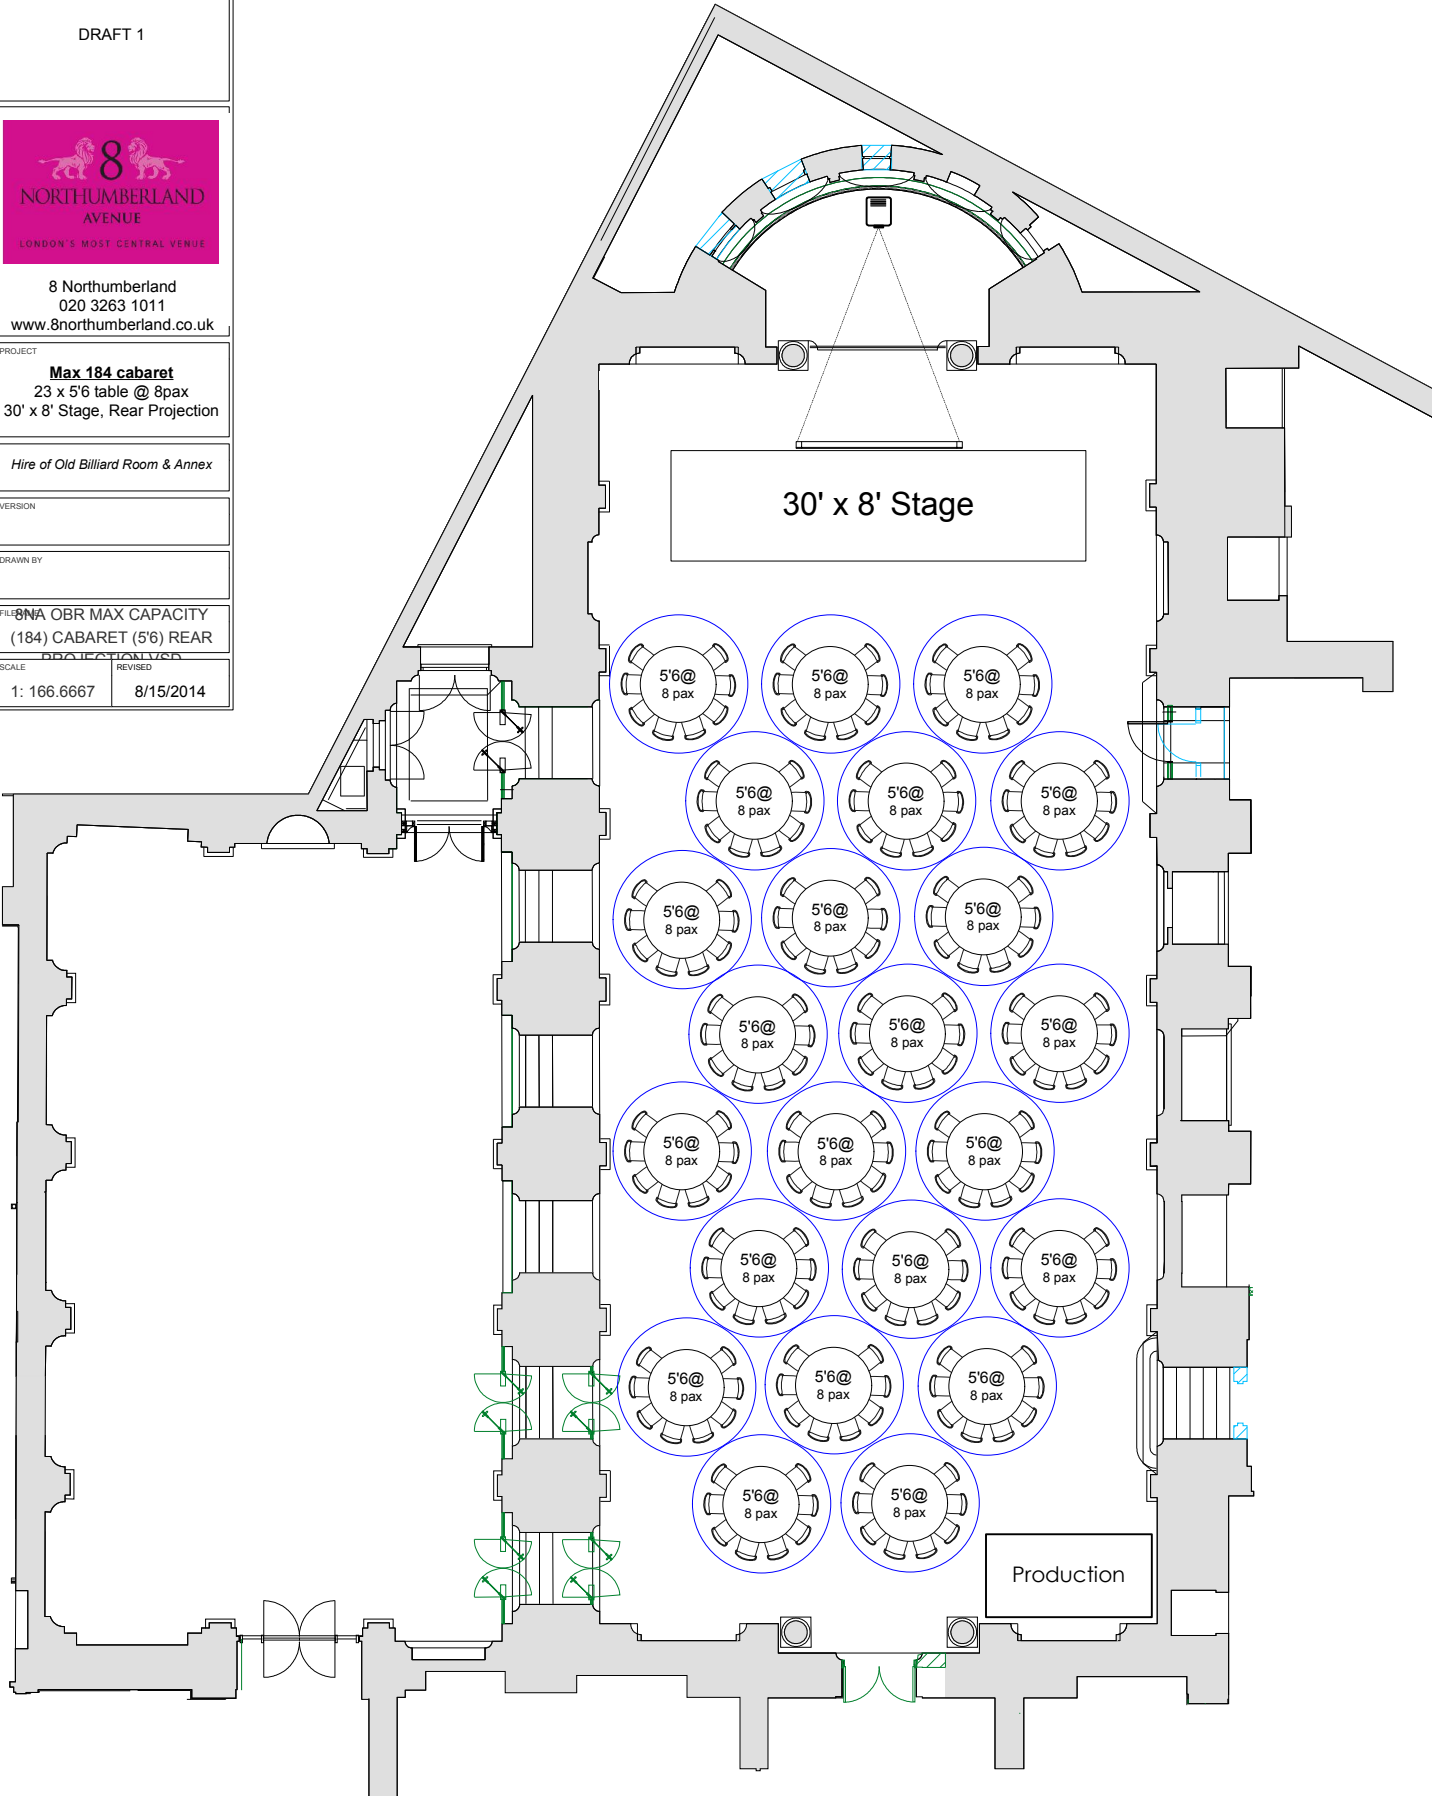 DRAFT 1
8
NORTHUMBERLAND
AVENUE
LONDON'S MOST CENTRAL VENUE
8 Northumberland
020 3263 1011
www.8northumberland.co.uk
PROJECT
Max 184 cabaret
23 x 5'6 table @ 8pax
30' x 8' Stage, Rear Projection
Hire of Old Billiard Room & Annex
VERSION
DRAWN BY
FILENAME
8NA OBR MAX CAPACITY
(184) CABARET (5'6) REAR
PROJECTION.VSD
SCALE
1: 166.6667
REVISED
8/15/2014
30' x 8' Stage
5'6@
8 pax
5'6@
8 pax
5'6@
8 pax
5'6@
8 pax
5'6@
8 pax
5'6@
8 pax
5'6@
8 pax
5'6@
8 pax
5'6@
8 pax
5'6@
8 pax
5'6@
8 pax
5'6@
8 pax
5'6@
8 pax
5'6@
8 pax
5'6@
8 pax
5'6@
8 pax
5'6@
8 pax
5'6@
8 pax
5'6@
8 pax
5'6@
8 pax
5'6@
8 pax
5'6@
8 pax
5'6@
8 pax
Production